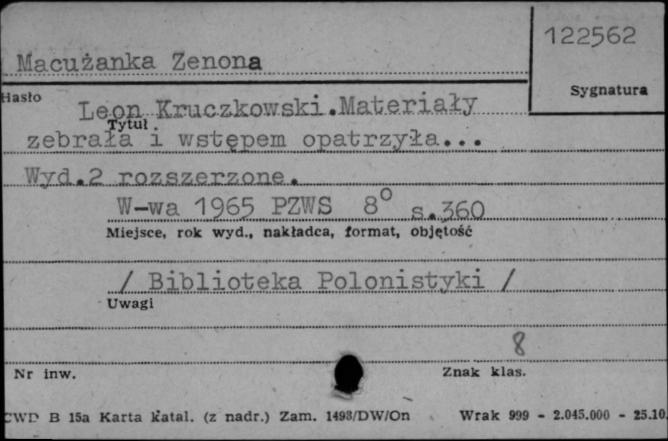 122562
Macużanka Zenona
Sygnatura
Hasło
Leon Kruczkowski.Materiały
Tytuł.
zebrała i wstępem opatrzyła...
Wyd.2 rozszerzone.
W-wa 1965 PZWS 8° s.360
Miejsce, rok wyd., nakładca, format, objętość
/ Biblioteka Polonistyki /
Uwagi
8
Nr inw.
Znak klas.
CWD B 15a Karta katal. (z nadr.) Zam. 1493/DW/On Wrak 999 - 2.045.000 - 25.10.